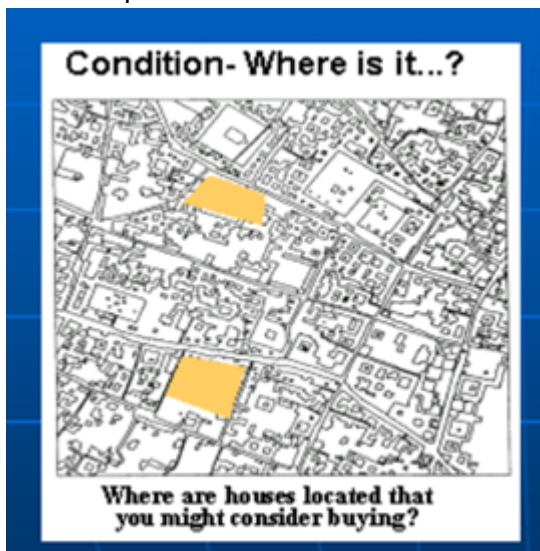 Condition- Where is it...?
Where are houses located that
you might consider buying?